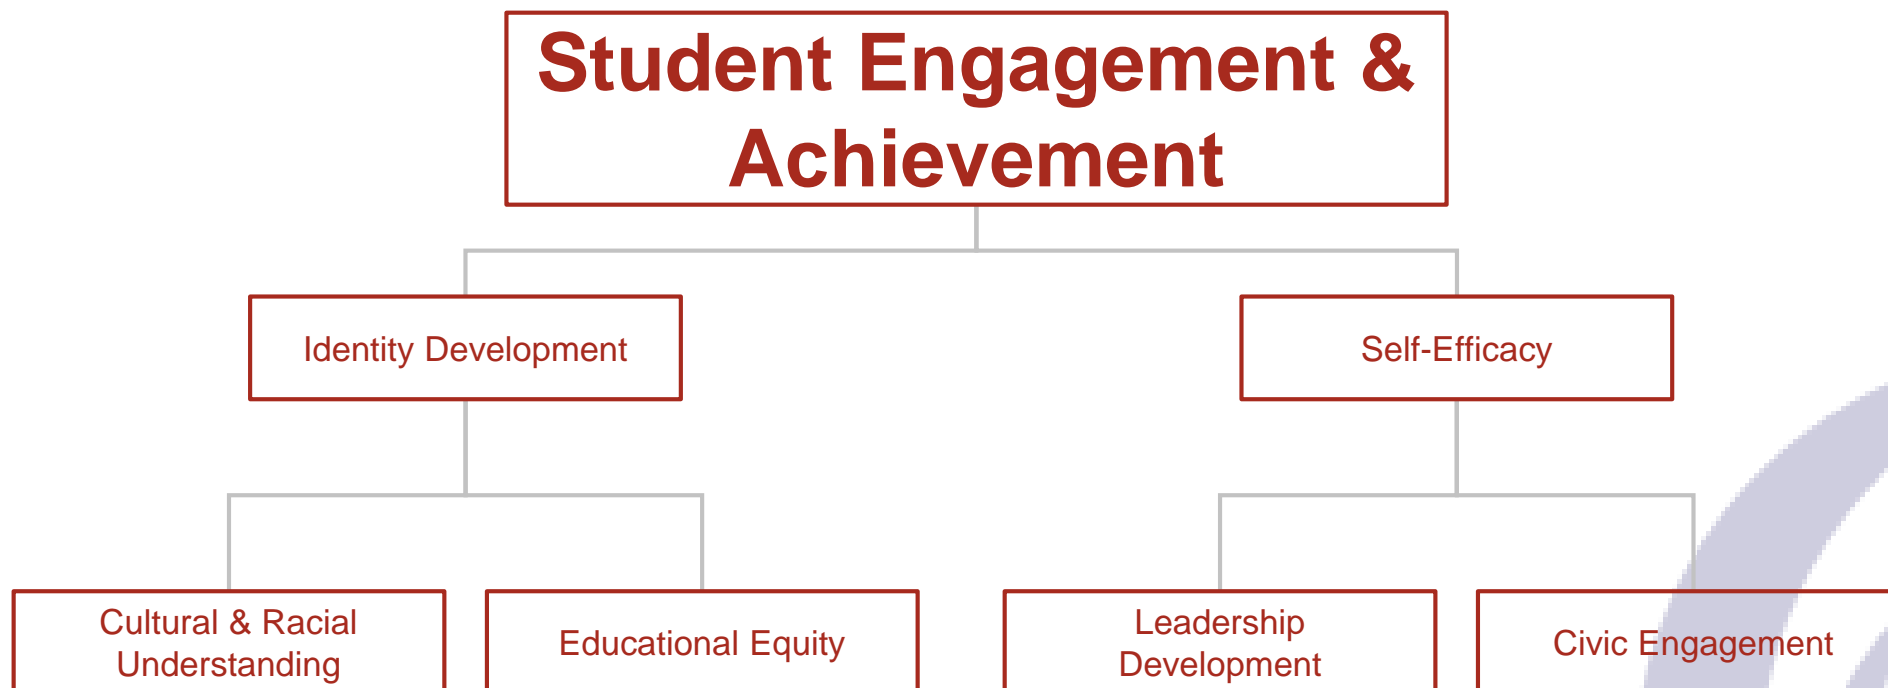 Student Engagement &
Achievement
Identity Development
Self-Efficacy
Cultural & Racial
Understanding
Educational Equity
Leadership
Development
Civic Engagement